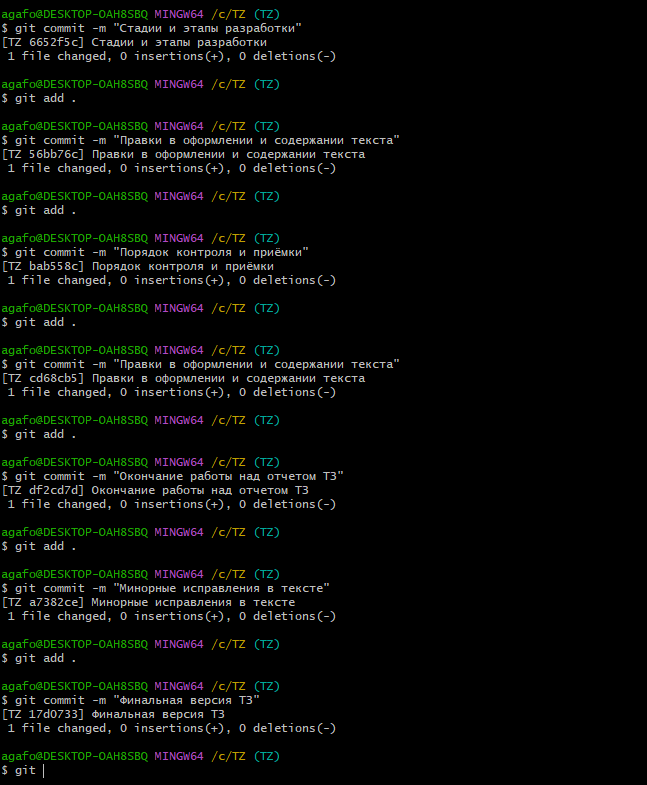 agafo@DESKTOP-OAH8SBQ MINGW64 /c/TZ (TZ)
$ git commit -m "Стадии и этапы разработки"
[TZ 6652f5c] Стадии и этапы разработки
 1 file changed, 0 insertions(+), 0 deletions(-)
agafo@DESKTOP-OAH8SBQ MINGW64 /c/TZ (TZ)
$ git add .
agafo@DESKTOP-OAH8SBQ MINGW64 /c/TZ (TZ)
$ git commit -m "Правки в оформлении и содержании текста"
[TZ 56bb76c] Правки в оформлении и содержании текста
 1 file changed, 0 insertions(+), 0 deletions(-)
agafo@DESKTOP-OAH8SBQ MINGW64 /c/TZ (TZ)
$ git add .
agafo@DESKTOP-OAH8SBQ MINGW64 /c/TZ (TZ)
$ git commit -m "Порядок контроля и приёмки"
[TZ bab558c] Порядок контроля и приёмки
 1 file changed, 0 insertions(+), 0 deletions(-)
agafo@DESKTOP-OAH8SBQ MINGW64 /c/TZ (TZ)
$ git add .
agafo@DESKTOP-OAH8SBQ MINGW64 /c/TZ (TZ)
$ git commit -m "Правки в оформлении и содержании текста"
[TZ cd68cb5] Правки в оформлении и содержании текста
 1 file changed, 0 insertions(+), 0 deletions(-)
agafo@DESKTOP-OAH8SBQ MINGW64 /c/TZ (TZ)
$ git add .
agafo@DESKTOP-OAH8SBQ MINGW64 /c/TZ (TZ)
$ git commit -m "Окончание работы над отчетом ТЗ"
[TZ df2cd7d] Окончание работы над отчетом ТЗ
 1 file changed, 0 insertions(+), 0 deletions(-)
agafo@DESKTOP-OAH8SBQ MINGW64 /c/TZ (TZ)
$ git add .
agafo@DESKTOP-OAH8SBQ MINGW64 /c/TZ (TZ)
$ git commit -m "Минорные исправления в тексте"
[TZ a7382ce] Минорные исправления в тексте
 1 file changed, 0 insertions(+), 0 deletions(-)
agafo@DESKTOP-OAH8SBQ MINGW64 /c/TZ (TZ)
$ git add .
agafo@DESKTOP-OAH8SBQ MINGW64 /c/TZ (TZ)
$ git commit -m "Финальная версия ТЗ"
[TZ 17d0733] Финальная версия ТЗ
 1 file changed, 0 insertions(+), 0 deletions(-)
agafo@DESKTOP-OAH8SBQ MINGW64 /c/TZ (TZ)
$ git